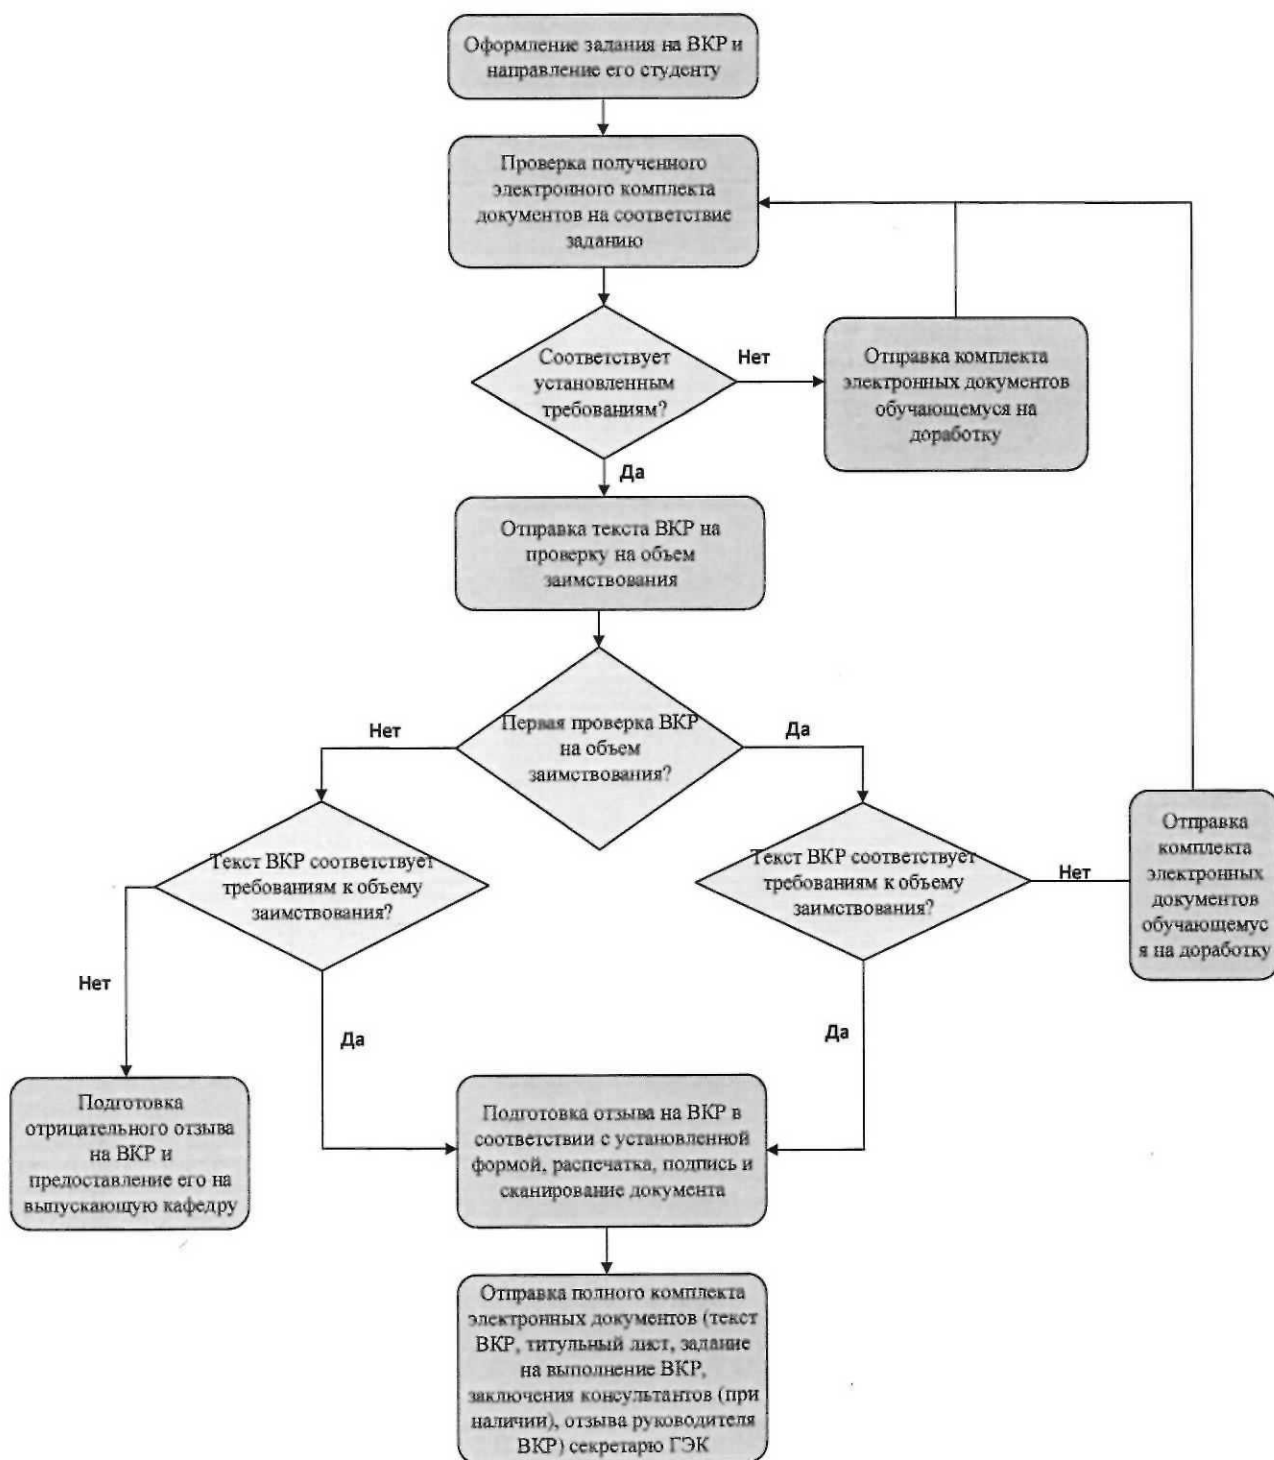 Оформление задания на ВКР и
направление его студенту
Проверка полученного
электронного комплекта
документов на соответствие
заданию
Соответствует
установленным
требованиям?
Нет
Отправка комплекта
электронных документов
обучающемуся на
доработку
Да
Отправка текста ВКР на
проверку на объем
заимствования
Первая проверка ВКР
на объем
заимствования?
Нет
Да
Текст ВКР соответствует
требованиям к объему
заимствования?
Текст ВКР соответствует
требованиям к объему
заимствования?
Нет
Отправка
комплекта
электронных
документов
обучающемус
я на доработку
Нет
Да
Да
Подготовка
отрицательного отзыва
на ВКР и
предоставление его на
выпускающую кафедру
Подготовка отзыва на ВКР в
соответствии с установленной
формой, распечатка, подпись и
сканирование документа
Отправка полного комплекта
электронных документов (текст
ВКР, титульный лист, задание
на выполнение ВКР,
заключения консультантов (при
наличии), отзыва руководителя
ВКР) секретарю ГЭК